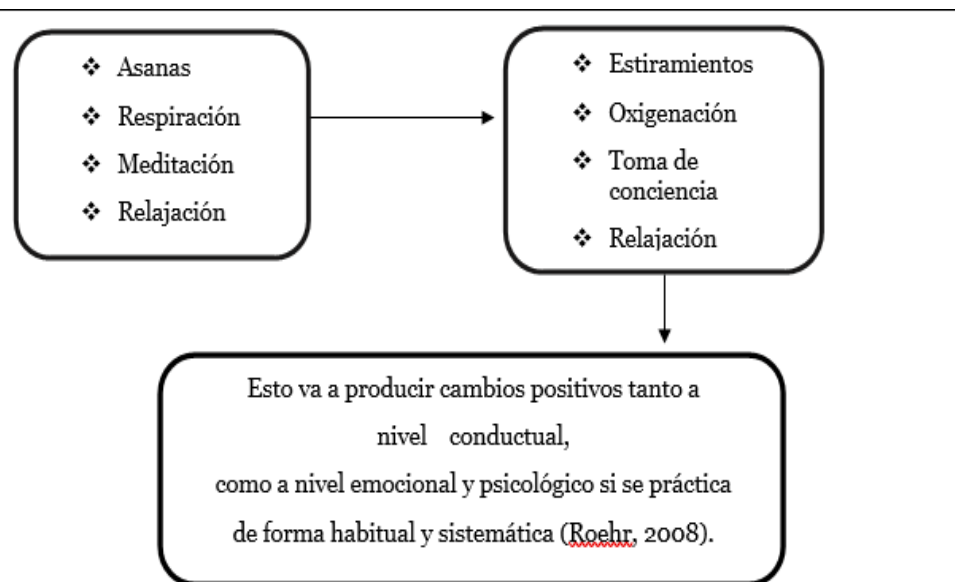 ❖ Asanas
❖ Respiración
❖ Meditación
❖ Relajación
❖ Estiramientos
❖ Oxigenación
❖ Toma de
conciencia
❖ Relajación
Esto va a producir cambios positivos tanto a
nivel conductual,
como a nivel emocional y psicológico si se práctica
de forma habitual y sistemática (Roehr, 2008).